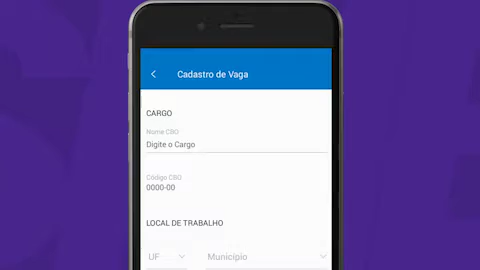 Cadastro de Vaga
CARGO
Nome CBO
Digite o Cargo
Código CBO
0000-00
LOCAL DE TRABALHO
UF
Município